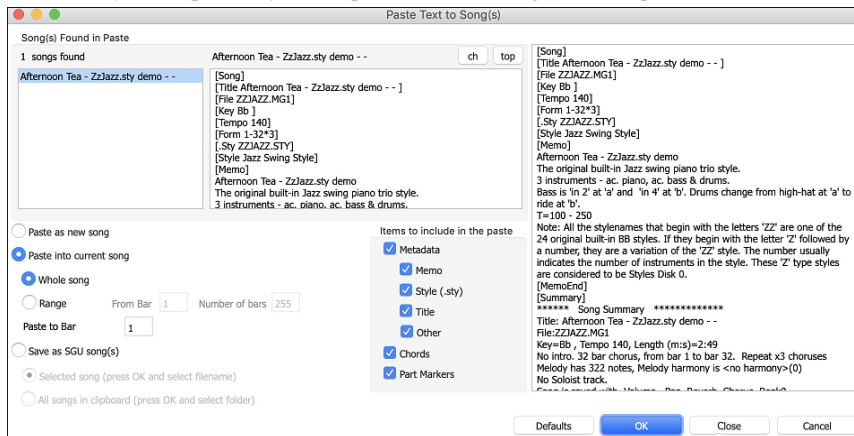 Paste Text to Song(s)
Song(s) Found in Paste
1 songs found
Afternoon Tea - ZzJazz.sty demo - -
ch
top
Afternoon Tea - ZzJazz.sty demo - -
[Song]
[Title Afternoon Tea - ZzJazz.sty demo - - ]
[File ZZJAZZ.MG1]
[Key Bb ]
[Tempo 140]
[Form 1-32*3]
[.Sty ZZJAZZ.STY]
[Style Jazz Swing Style]
[Memo]
Afternoon Tea - ZzJazz.sty demo
The original built-in Jazz swing piano trio style.
3 instruments - ac. piano, ac. bass & drums.
Paste as new song
Paste into current song
Whole song
Range
From Bar
1
Number of bars
255
Paste to Bar
1
Save as SGU song(s)
Selected song (press OK and select filename)
All songs in clipboard (press OK and select folder)
Items to include in the paste
Metadata
Memo
Style (.sty)
Title
Other
Chords
Part Markers
[Song]
[Title Afternoon Tea - ZzJazz.sty demo - - ]
[File ZZJAZZ.MG1]
[Key Bb ]
[Tempo 140]
[Form 1-32*3]
[.Sty ZZJAZZ.STY]
[Style Jazz Swing Style]
[Memo]
Afternoon Tea - ZzJazz.sty demo
The original built-in Jazz swing piano trio style.
3 instruments - ac. piano, ac. bass & drums.
Bass is 'in 2' at 'a' and 'in 4' at 'b'. Drums change from high-hat at 'a' to
ride at 'b'.
T=100 - 250
Note: All the stylenames that begin with the letters 'ZZ' are one of the
24 original built-in BB styles. If they begin with the letter 'Z' followed by
a number, they are a variation of the 'ZZ' style. The number usually
indicates the number of instruments in the style. These 'Z' type styles
are considered to be Styles Disk 0.
[MemoEnd]
[Summary]
****** Song Summary *************
Title: Afternoon Tea - ZzJazz.sty demo - -
File:ZZJAZZ.MG1
Key=Bb , Tempo 140, Length (m:s)=2:49
No intro. 32 bar chorus, from bar 1 to bar 32. Repeat x3 choruses
Melody has 322 notes, Melody harmony is <no harmony>(0)
No Soloist track.
Defaults
OK
Close
Cancel